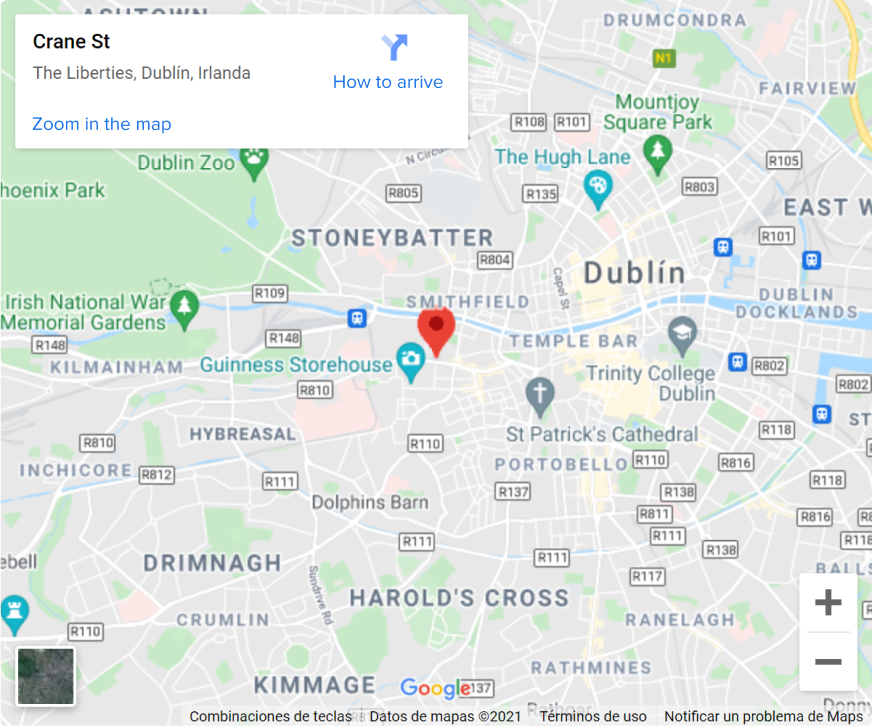 ASHTOWN
DRUMCONDRA
Crane St
The Liberties, Dublín, Irlanda
How to arrive
Zoom in the map
N1
FAIRVIEW
Mountjoy
Square Park
R108
R101
N Circu
The Hugh Lane
R105
Dublin Zoo
hoenix Park
R805
R135
R803
EAST W
R101
STONEYBATTER
R804
Dublín
Capel St
R109
Irish National War
Memorial Gardens
SMITHFIELD
DUBLIN
DOCKLANDS
R148
R148
TEMPLE BAR
KILMAINHAM
Guinness Storehouse
Trinity College
Dublin
R802
R802
R810
ST
HYBREASAL
R810
R110
St Patrick's Cathedral
R118
INCHICORE
R812
R111
PORTOBELLO
R110
R816
R118
Dolphins Barn
R137
R138
R811
R816
R111
R111
R111
R138
R118
ebell
DRIMNAGH
R117
BALLS
Sundrive Rd
HAROLD'S CROSS
CRUMLIN
RANELAGH
R110
RATHMINES
KIMMAGE
Google
137
Rathgar
Donny
Combinaciones de teclas
Datos de mapas ©2021
Términos de uso
Notificar un problema de Maps